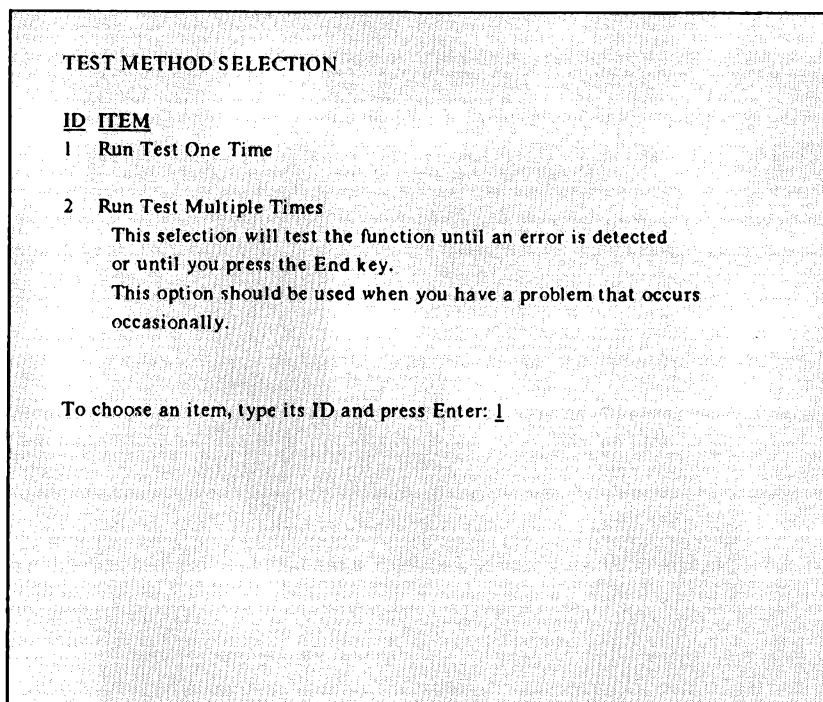 TEST METHOD SELECTION
ID ITEM
1 Run Test One Time
2 Run Test Multiple Times
This selection will test the function until an error is detected
or until you press the End key.
This option should be used when you have a problem that occurs
occasionally.
To choose an item, type its ID and press Enter: 1